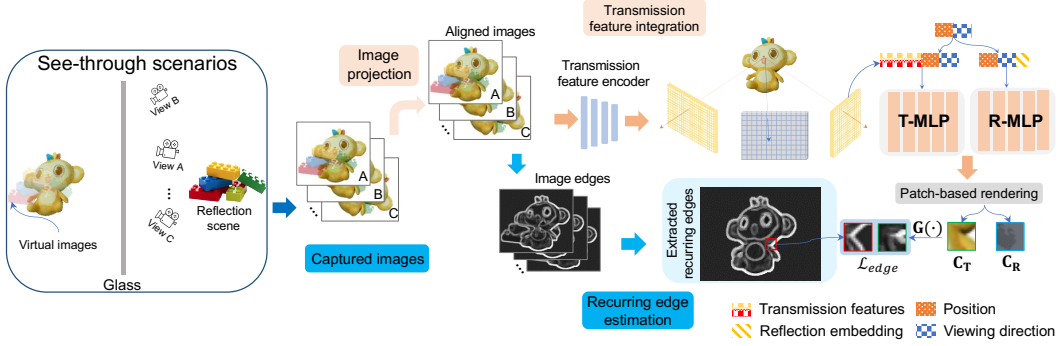 See-through scenarios
View B
View A
⋮
View C
Reflection
scene
Virtual images
Glass
Image
projection
Captured images
A
B
C
Aligned images
A
B
C
Transmission
feature integration
Transmission
feature encoder
Image edges
Recurring edge
estimation
Extracted
recurring edges
T-MLP
R-MLP
Patch-based rendering
G(·)
ℒ_edge
C_T
C_R
Transmission features
Position
Reflection embedding
Viewing direction